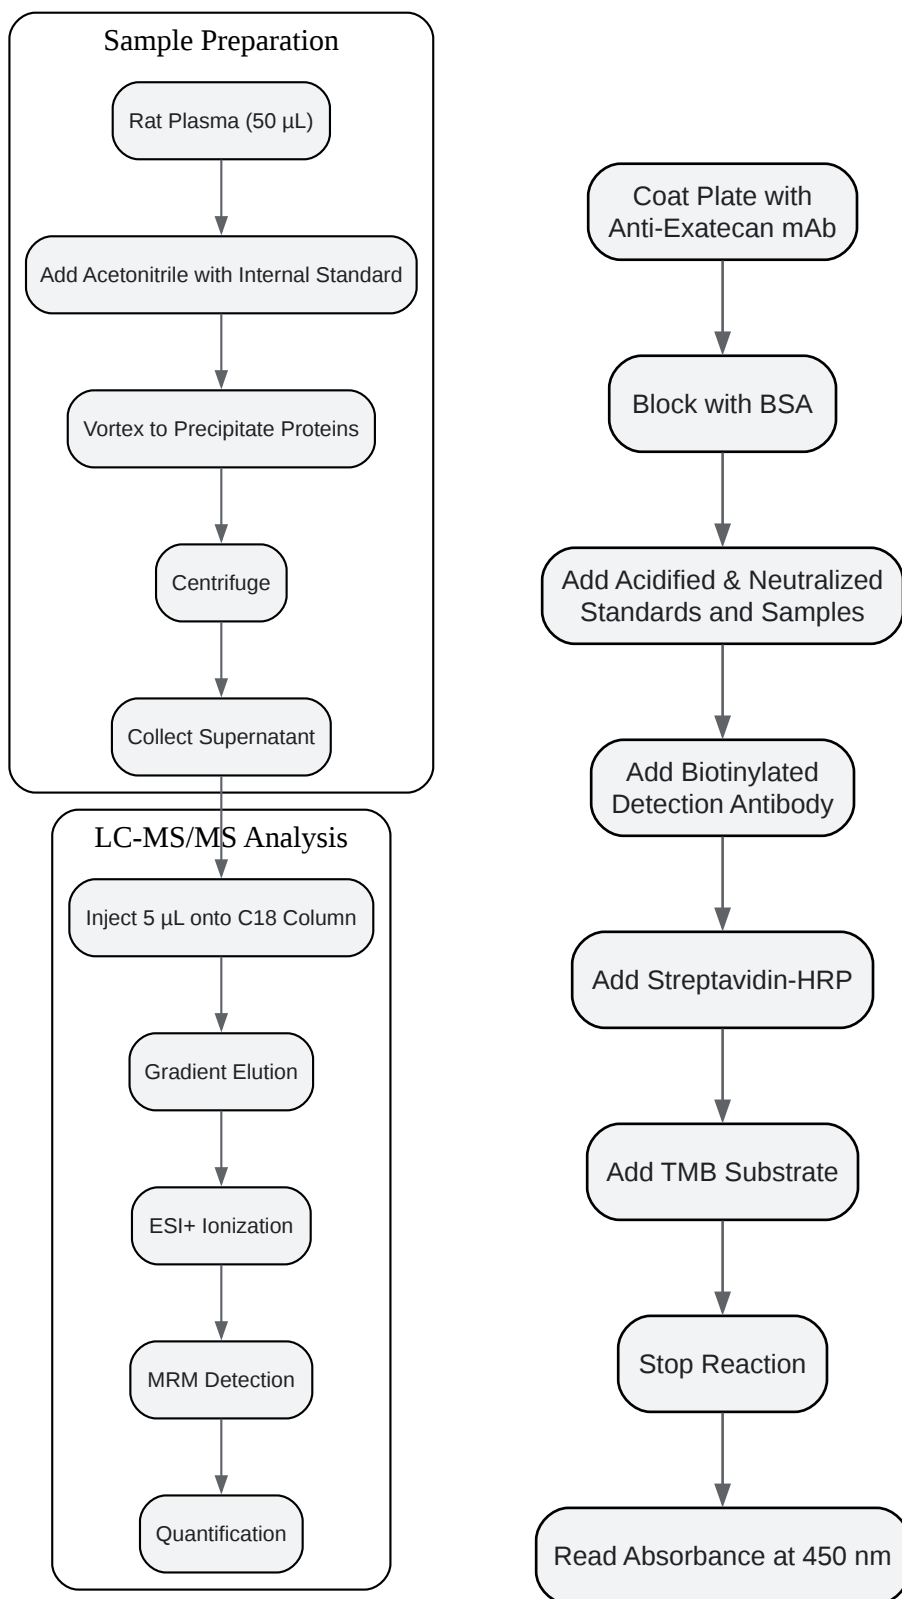 Sample Preparation
Rat Plasma (50 µL)
Add Acetonitrile with Internal Standard
Vortex to Precipitate Proteins
Centrifuge
Collect Supernatant
LC-MS/MS Analysis
Inject 5 µL onto C18 Column
Gradient Elution
ESI+ Ionization
MRM Detection
Quantification
Coat Plate with
Anti-Exatecan mAb
Block with BSA
Add Acidified & Neutralized
Standards and Samples
Add Biotinylated
Detection Antibody
Add Streptavidin-HRP
Add TMB Substrate
Stop Reaction
Read Absorbance at 450 nm